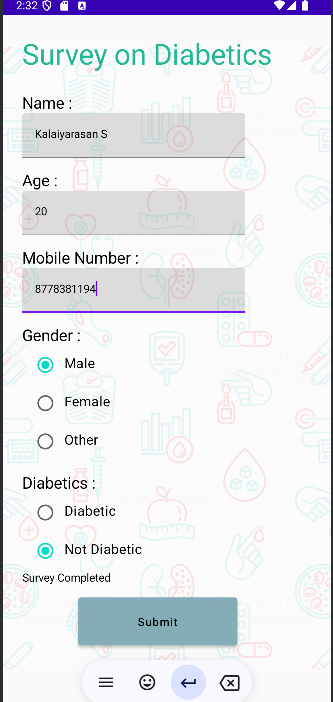 2:32
Survey on Diabetics
Name :
Kalaiyarasan S
Age :
20
Mobile Number :
8778381194
Gender :
Male
Female
Other
Diabetics :
Diabetic
Not Diabetic
Survey Completed
Submit